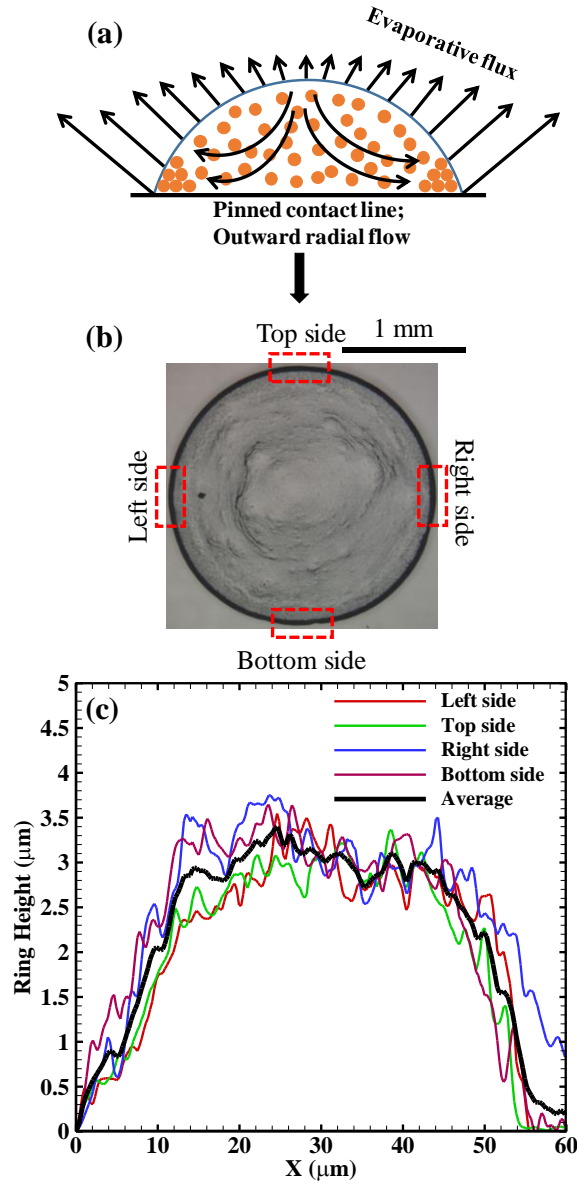 (a)
Evaporative flux
Pinned contact line;
Outward radial flow
(b)
Top side
1 mm
Left side
Right side
Bottom side
(c)
Left side
Top side
Right side
Bottom side
Average
Ring Height (μm)
5
4.5
4
3.5
3
2.5
2
1.5
1
0.5
0
0 10 20 30 40 50 60
X (μm)